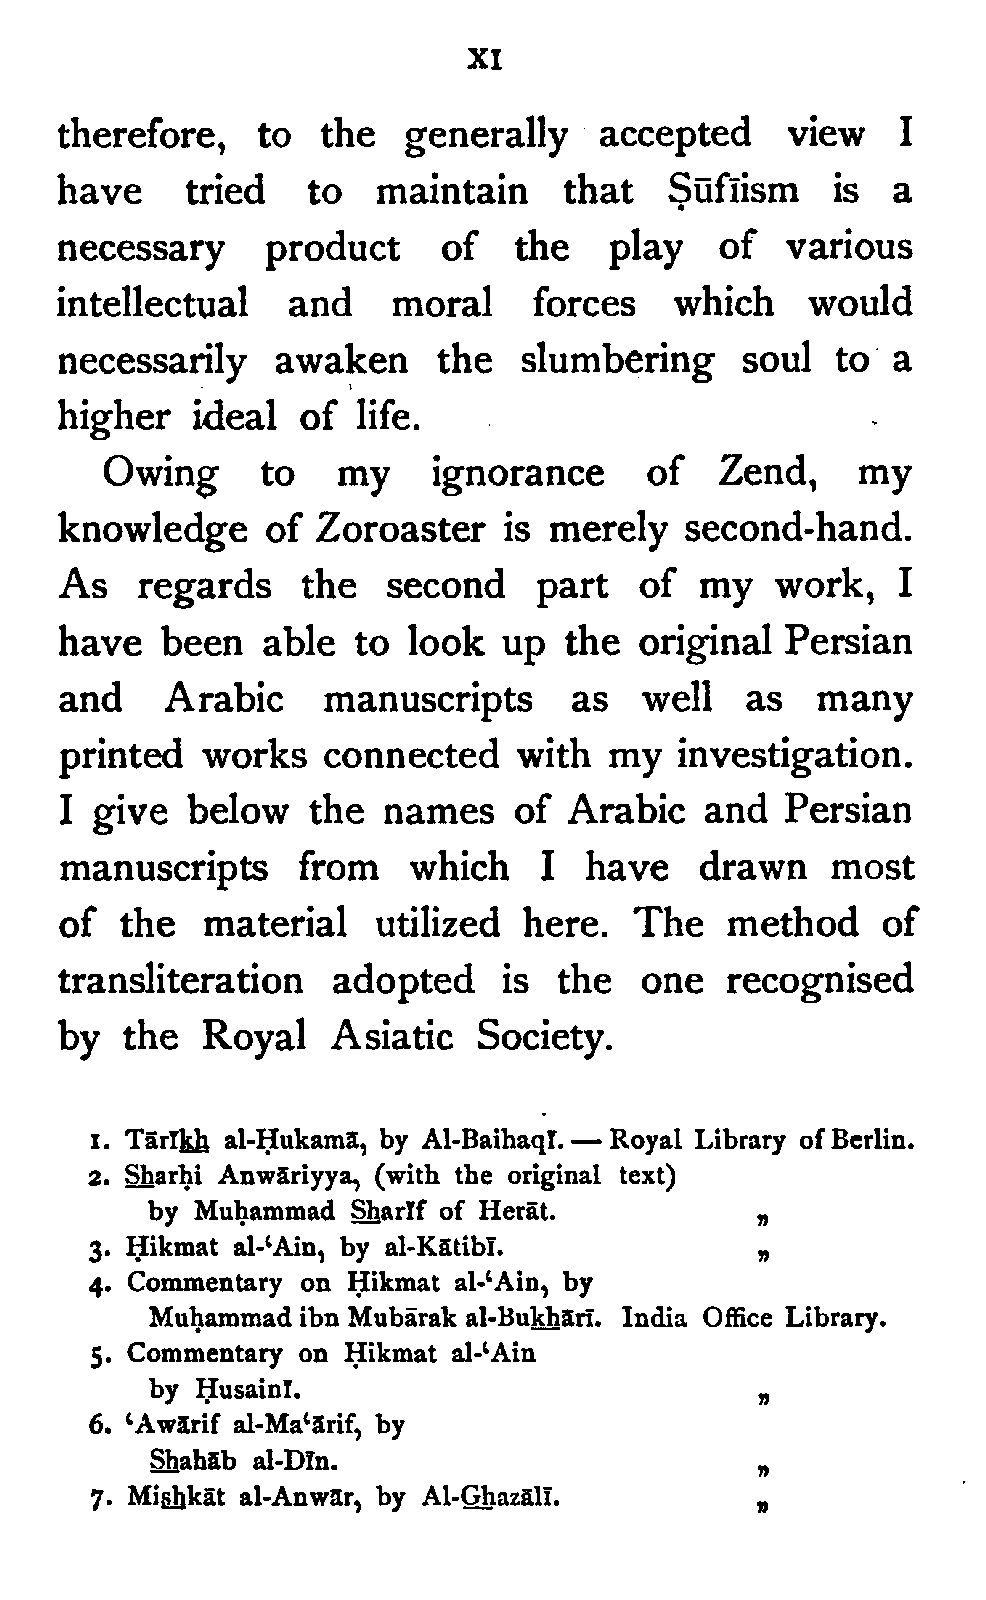 XI
therefore, to the generally accepted view I
have tried to maintain that Ṣūfīism is a
necessary product of the play of various
intellectual and moral forces which would
necessarily awaken the slumbering soul to a
higher ideal of life.
Owing to my ignorance of Zend, my
knowledge of Zoroaster is merely second-hand.
As regards the second part of my work, I
have been able to look up the original Persian
and Arabic manuscripts as well as many
printed works connected with my investigation.
I give below the names of Arabic and Persian
manuscripts from which I have drawn most
of the material utilized here. The method of
transliteration adopted is the one recognised
by the Royal Asiatic Society.
1. Tārīkh al-Ḥukamā, by Al-Baihaqī. — Royal Library of Berlin.
2. Sharḥi Anwāriyya, (with the original text)
by Muḥammad Sharīf of Herāt. „
3. Ḥikmat al-‘Ain, by al-Kātibī. „
4. Commentary on Ḥikmat al-‘Ain, by
Muḥammad ibn Mubārak al-Bukhārī. India Office Library.
5. Commentary on Ḥikmat al-‘Ain
by Ḥusainī. „
6. ‘Awārif al-Ma‘ārif, by
Shahāb al-Dīn. „
7. Mishkāt al-Anwār, by Al-Ghazālī. „